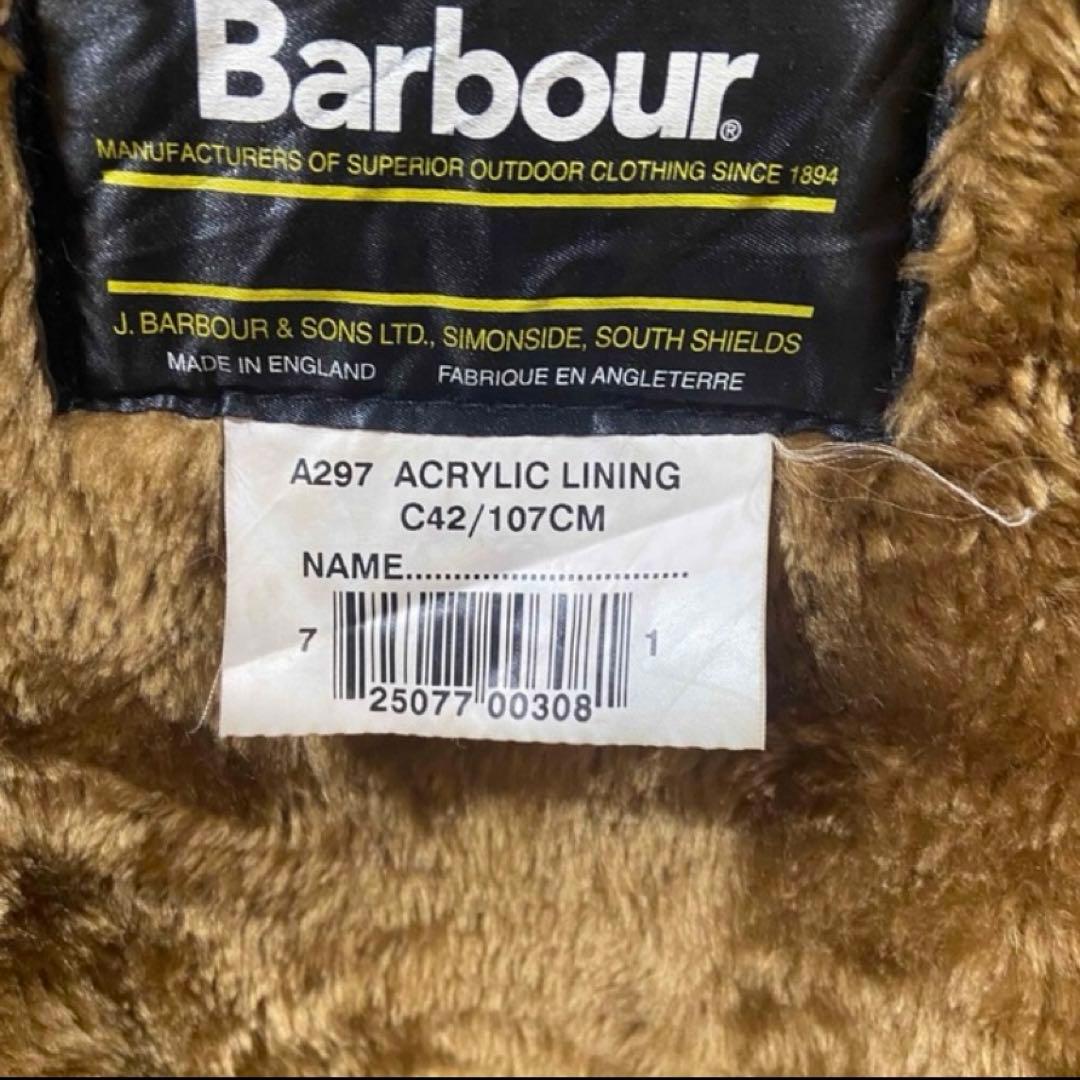 Barbour®
MANUFACTURERS OF SUPERIOR OUTDOOR CLOTHING SINCE 1894
J. BARBOUR & SONS LTD., SIMONSIDE, SOUTH SHIELDS
MADE IN ENGLAND FABRIQUE EN ANGLETERRE
A297 ACRYLIC LINING
C42/107CM
NAME..............................
7 25077 00308 1